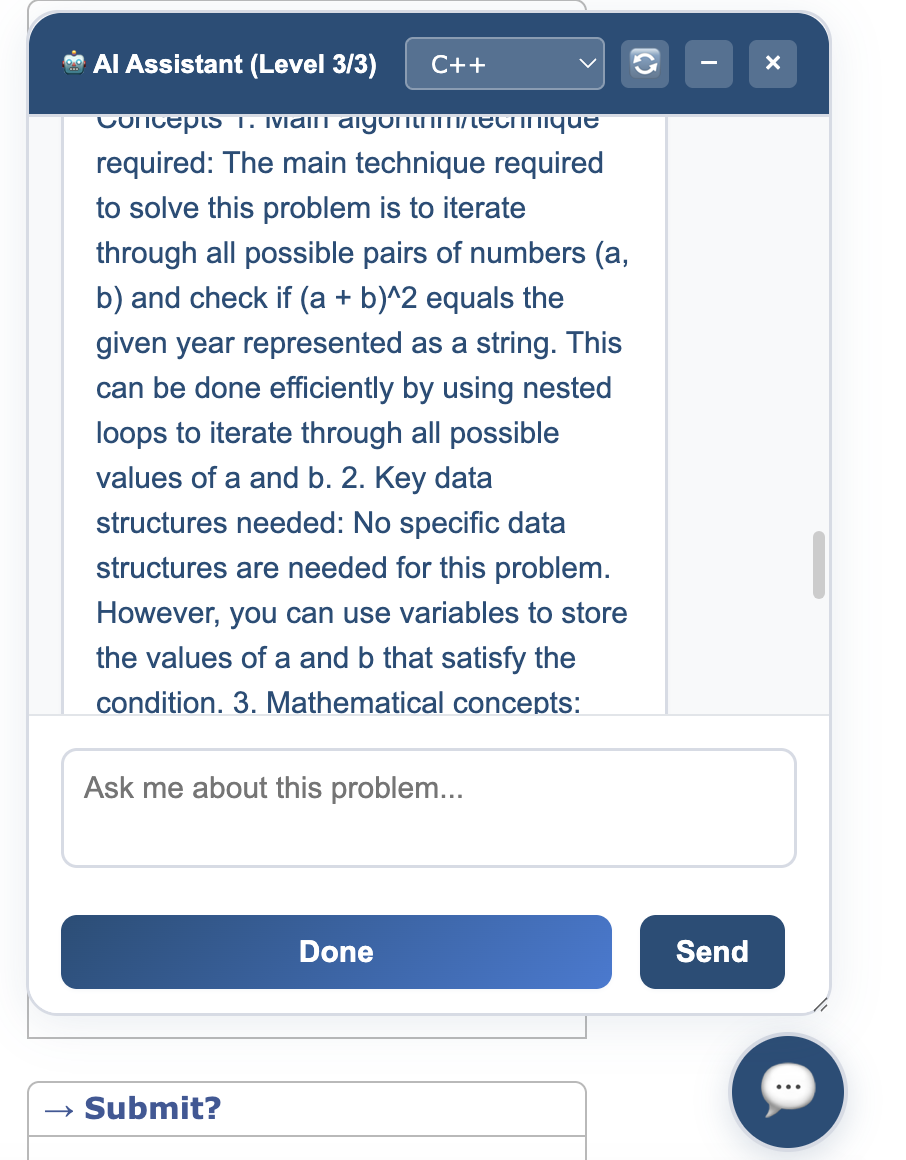 AI Assistant (Level 3/3)
C++
Concepts 1. Main algorithm/technique
required: The main technique required
to solve this problem is to iterate
through all possible pairs of numbers (a,
b) and check if (a + b)^2 equals the
given year represented as a string. This
can be done efficiently by using nested
loops to iterate through all possible
values of a and b. 2. Key data
structures needed: No specific data
structures are needed for this problem.
However, you can use variables to store
the values of a and b that satisfy the
condition. 3. Mathematical concepts:
Ask me about this problem...
Done
Send
→ Submit?